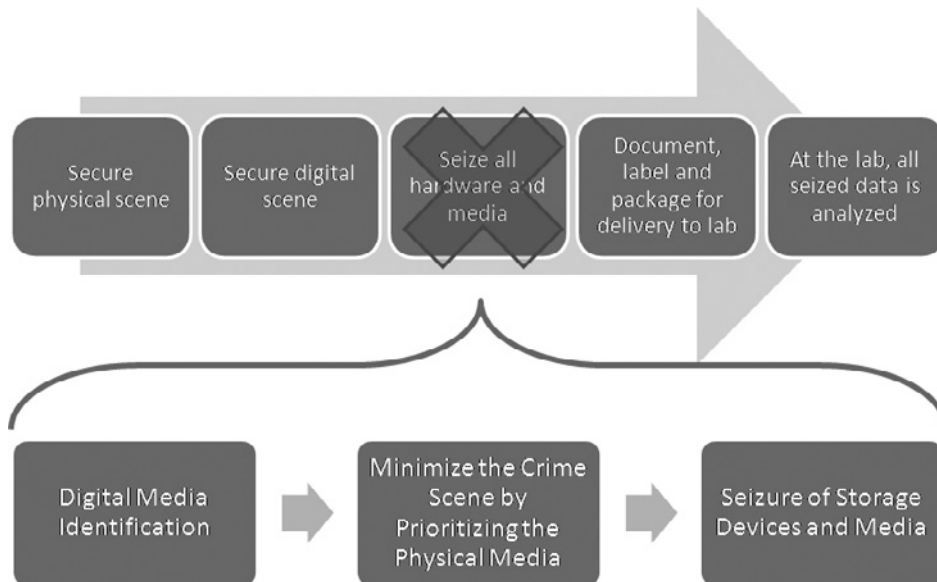 Secure
physical scene
Secure digital
scene
Seize all
hardware and
media
Document,
label and
package for
delivery to lab
At the lab, all
seized data is
analyzed
Digital Media
Identification
Minimize the Crime
Scene by
Prioritizing the
Physical Media
Seizure of Storage
Devices and Media